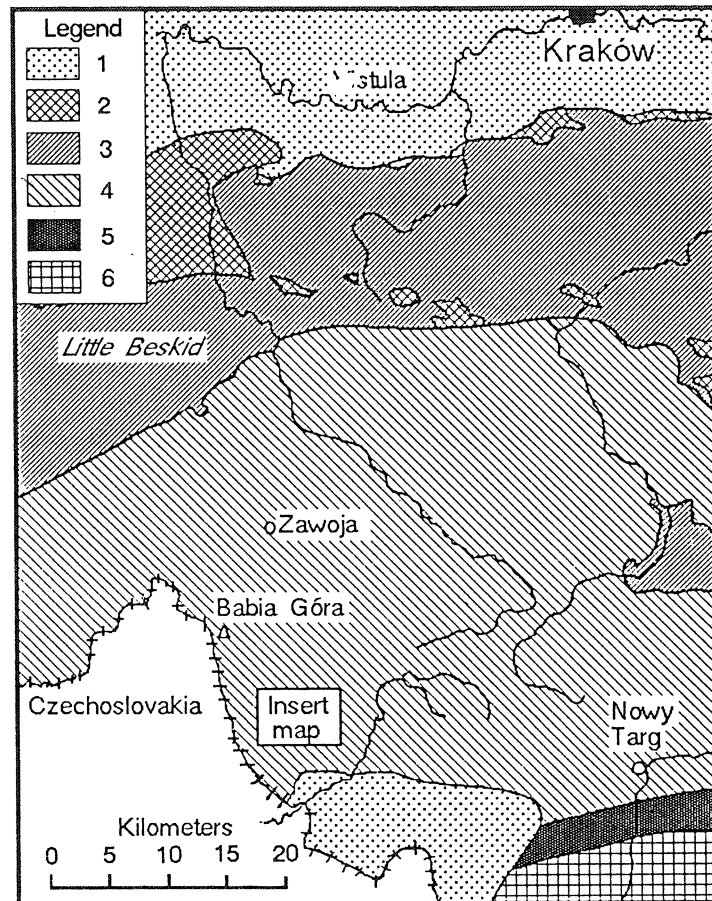 Legend
1
2
3
4
5
6
Kraków
stula
Little Beskid
Zawoja
Babia Góra
Czechoslovakia
Insert
map
Nowy
Targ
Kilometers
0 5 10 15 20